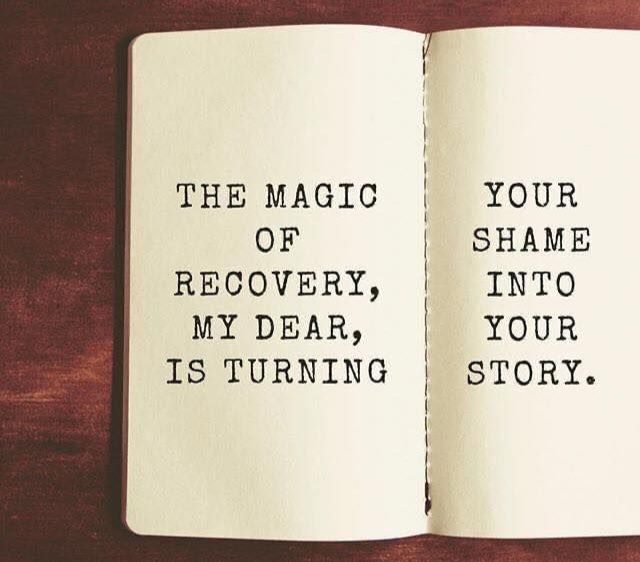 THE MAGIC
OF
RECOVERY,
MY DEAR,
IS TURNING
YOUR
SHAME
INTO
YOUR
STORY.